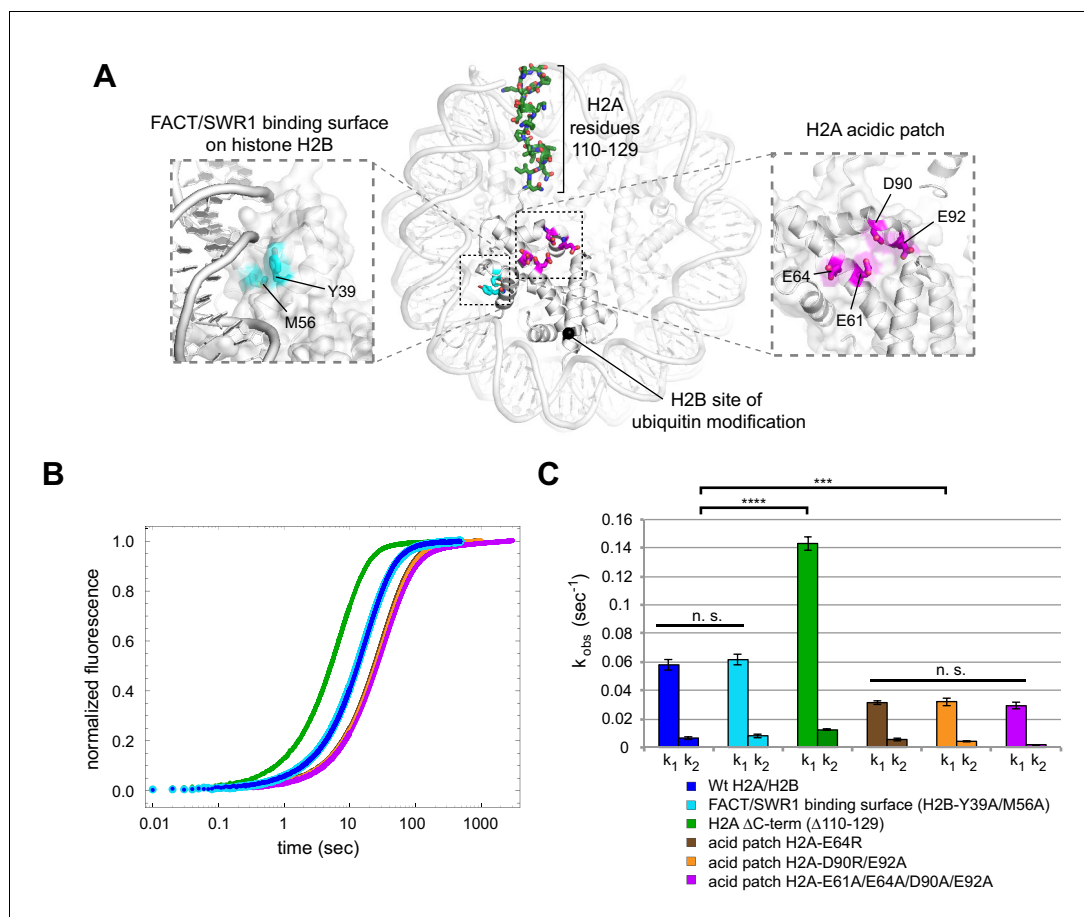 A
FACT/SWR1 binding surface
on histone H2B
H2A
residues
110-129
H2A acidic patch
D90
E92
E64
E61
Y39
M56
H2B site of
ubiquitin modification
B
normalized fluorescence
1.0
0.8
0.6
0.4
0.2
0.0
0.01 0.1 1 10 100 1000
time (sec)
C
***
****
k obs (sec-1)
0.16
0.14
0.12
0.1
0.08
0.06
0.04
0.02
0
n. s.
n. s.
k1 k2 k1 k2 k1 k2 k1 k2 k1 k2 k1 k2
Wt H2A/H2B
FACT/SWR1 binding surface (H2B-Y39A/M56A)
H2A ΔC-term (Δ110-129)
acid patch H2A-E64R
acid patch H2A-D90R/E92A
acid patch H2A-E61A/E64A/D90A/E92A